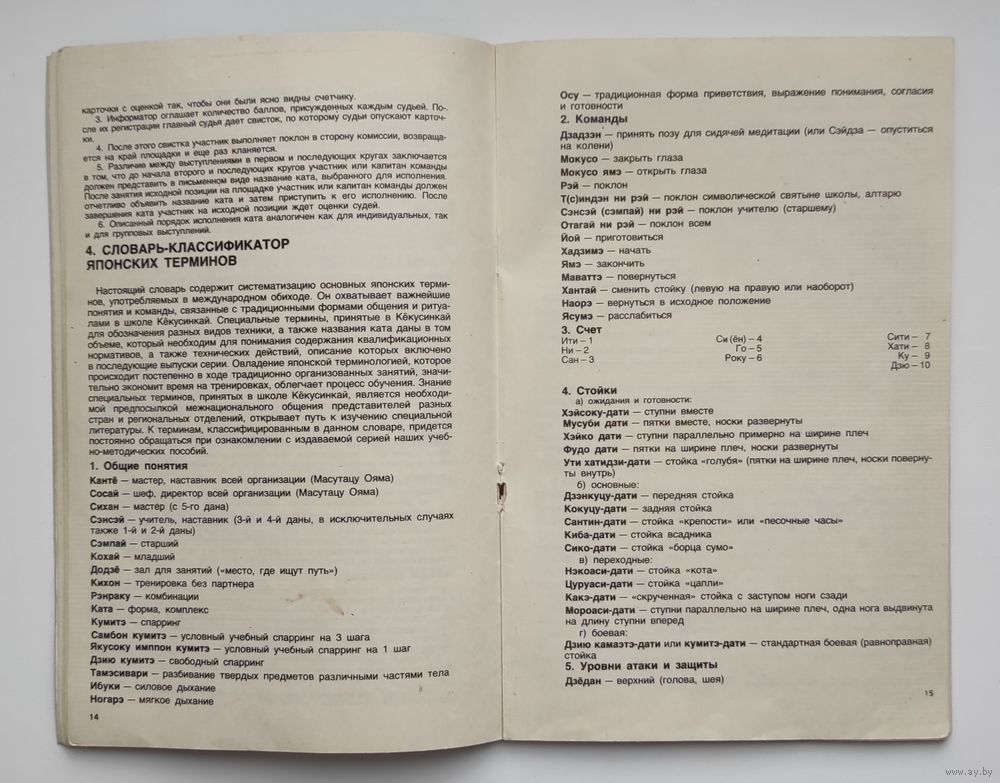 карточки с оценкой так, чтобы они были ясно видны счетчику.
3. Информатор оглашает количество баллов, присужденных каждым судьей. По-
сле их регистрации главный судья дает свисток, по которому судьи опускают карточ-
ки.
4. После этого свистка участник выполняет поклон в сторону комиссии, возвраща-
ется на край площадки и еще раз кланяется.
5. Различие между выступлениями в первом и последующих кругах заключается
в том, что до начала второго и последующих кругов участник или капитан команды
должен представить в письменном виде название ката, выбранного для исполнения.
После занятия исходной позиции на площадке участник или капитан команды должен
отчетливо объявить название ката и затем приступить к его исполнению. После
завершения ката участник на исходной позиции ждет оценки судей.
6. Описанный порядок исполнения ката аналогичен как для индивидуальных, так
и для групповых выступлений.
4. СЛОВАРЬ-КЛАССИФИКАТОР
ЯПОНСКИХ ТЕРМИНОВ
Настоящий словарь содержит систематизацию основных японских терми-
нов, употребляемых в международном обиходе. Он охватывает важнейшие
понятия и команды, связанные с традиционными формами общения и ритуа-
лами в школе Кёкусинкай. Специальные термины, принятые в Кёкусинкай
для обозначения разных видов техники, а также названия ката даны в том
объеме, который необходим для понимания содержания квалификационных
нормативов, а также технических действий, описание которых включено
в последующие выпуски серии. Овладение японской терминологией, которое
происходит постепенно в ходе традиционно организованных занятий, значи-
тельно экономит время на тренировках, облегчает процесс обучения. Знание
специальных терминов, принятых в школе Кёкусинкай, является необходи-
мой предпосылкой межнационального общения представителей разных
стран и региональных отделений, открывает путь к изучению специальной
литературы. К терминам, классифицированным в данном словаре, придется
постоянно обращаться при ознакомлении с издаваемой серией наших учеб-
но-методических пособий.
1. Общие понятия
Кантё — мастер, наставник всей организации (Масутацу Ояма)
Сосай — шеф, директор всей организации (Масутацу Ояма)
Сихан — мастер (с 5-го дана)
Сэнсэй — учитель, наставник (3-й и 4-й даны, в исключительных случаях
также 1-й и 2-й даны)
Сэмпай — старший
Кохай — младший
Додзё — зал для занятий («место, где ищут путь»)
Кихон — тренировка без партнера
Рэнраку — комбинации
Ката — форма, комплекс
Кумитэ — спарринг
Самбон кумитэ — условный учебный спарринг на 3 шага
Якусоку имппон кумитэ — условный учебный спарринг на 1 шаг
Дзию кумитэ — свободный спарринг
Тамэсивари — разбивание твердых предметов различными частями тела
Ибуки — силовое дыхание
Ногарэ — мягкое дыхание
14
Осу — традиционная форма приветствия, выражение понимания, согласия
и готовности
2. Команды
Дзадзэн — принять позу для сидячей медитации (или Сэйдза — опуститься
на колени)
Мокусо — закрыть глаза
Мокусо ямэ — открыть глаза
Рэй — поклон
Т(с)индэн ни рэй — поклон символической святыне школы, алтарю
Сэнсэй (сэмпай) ни рэй — поклон учителю (старшему)
Отагай ни рэй — поклон всем
Йой — приготовиться
Хадзимэ — начать
Ямэ — закончить
Маваттэ — повернуться
Хантай — сменить стойку (левую на правую или наоборот)
Наорэ — вернуться в исходное положение
Ясумэ — расслабиться
3. Счет
Ити – 1 Си (ён) – 4 Сити – 7
Ни – 2 Го – 5 Хати – 8
Сан – 3 Року – 6 Ку – 9
Дзю – 10
4. Стойки
а) ожидания и готовности:
Хэйсоку-дати — ступни вместе
Мусуби дати — пятки вместе, носки развернуты
Хэйко дати — ступни параллельно примерно на ширине плеч
Фудо дати — пятки на ширине плеч, носки развернуты
Ути хатидзи-дати — стойка «голубя» (пятки на ширине плеч, носки поверну-
ты внутрь)
б) основные:
Дзэнкуцу-дати — передняя стойка
Кокуцу-дати — задняя стойка
Сантин-дати — стойка «крепости» или «песочные часы»
Киба-дати — стойка всадника
Сико-дати — стойка «борца сумо»
в) переходные:
Нэкоаси-дати — стойка «кота»
Цуруаси-дати — стойка «цапли»
Какэ-дати — «скрученная» стойка с заступом ноги сзади
Мороаси-дати — ступни параллельно на ширине плеч, одна нога выдвинута
на длину ступни вперед
г) боевая:
Дзию камаэтэ-дати или кумитэ-дати — стандартная боевая (равноправная)
стойка
5. Уровни атаки и защиты
Дзёдан — верхний (голова, шея)
15
www.ay.by